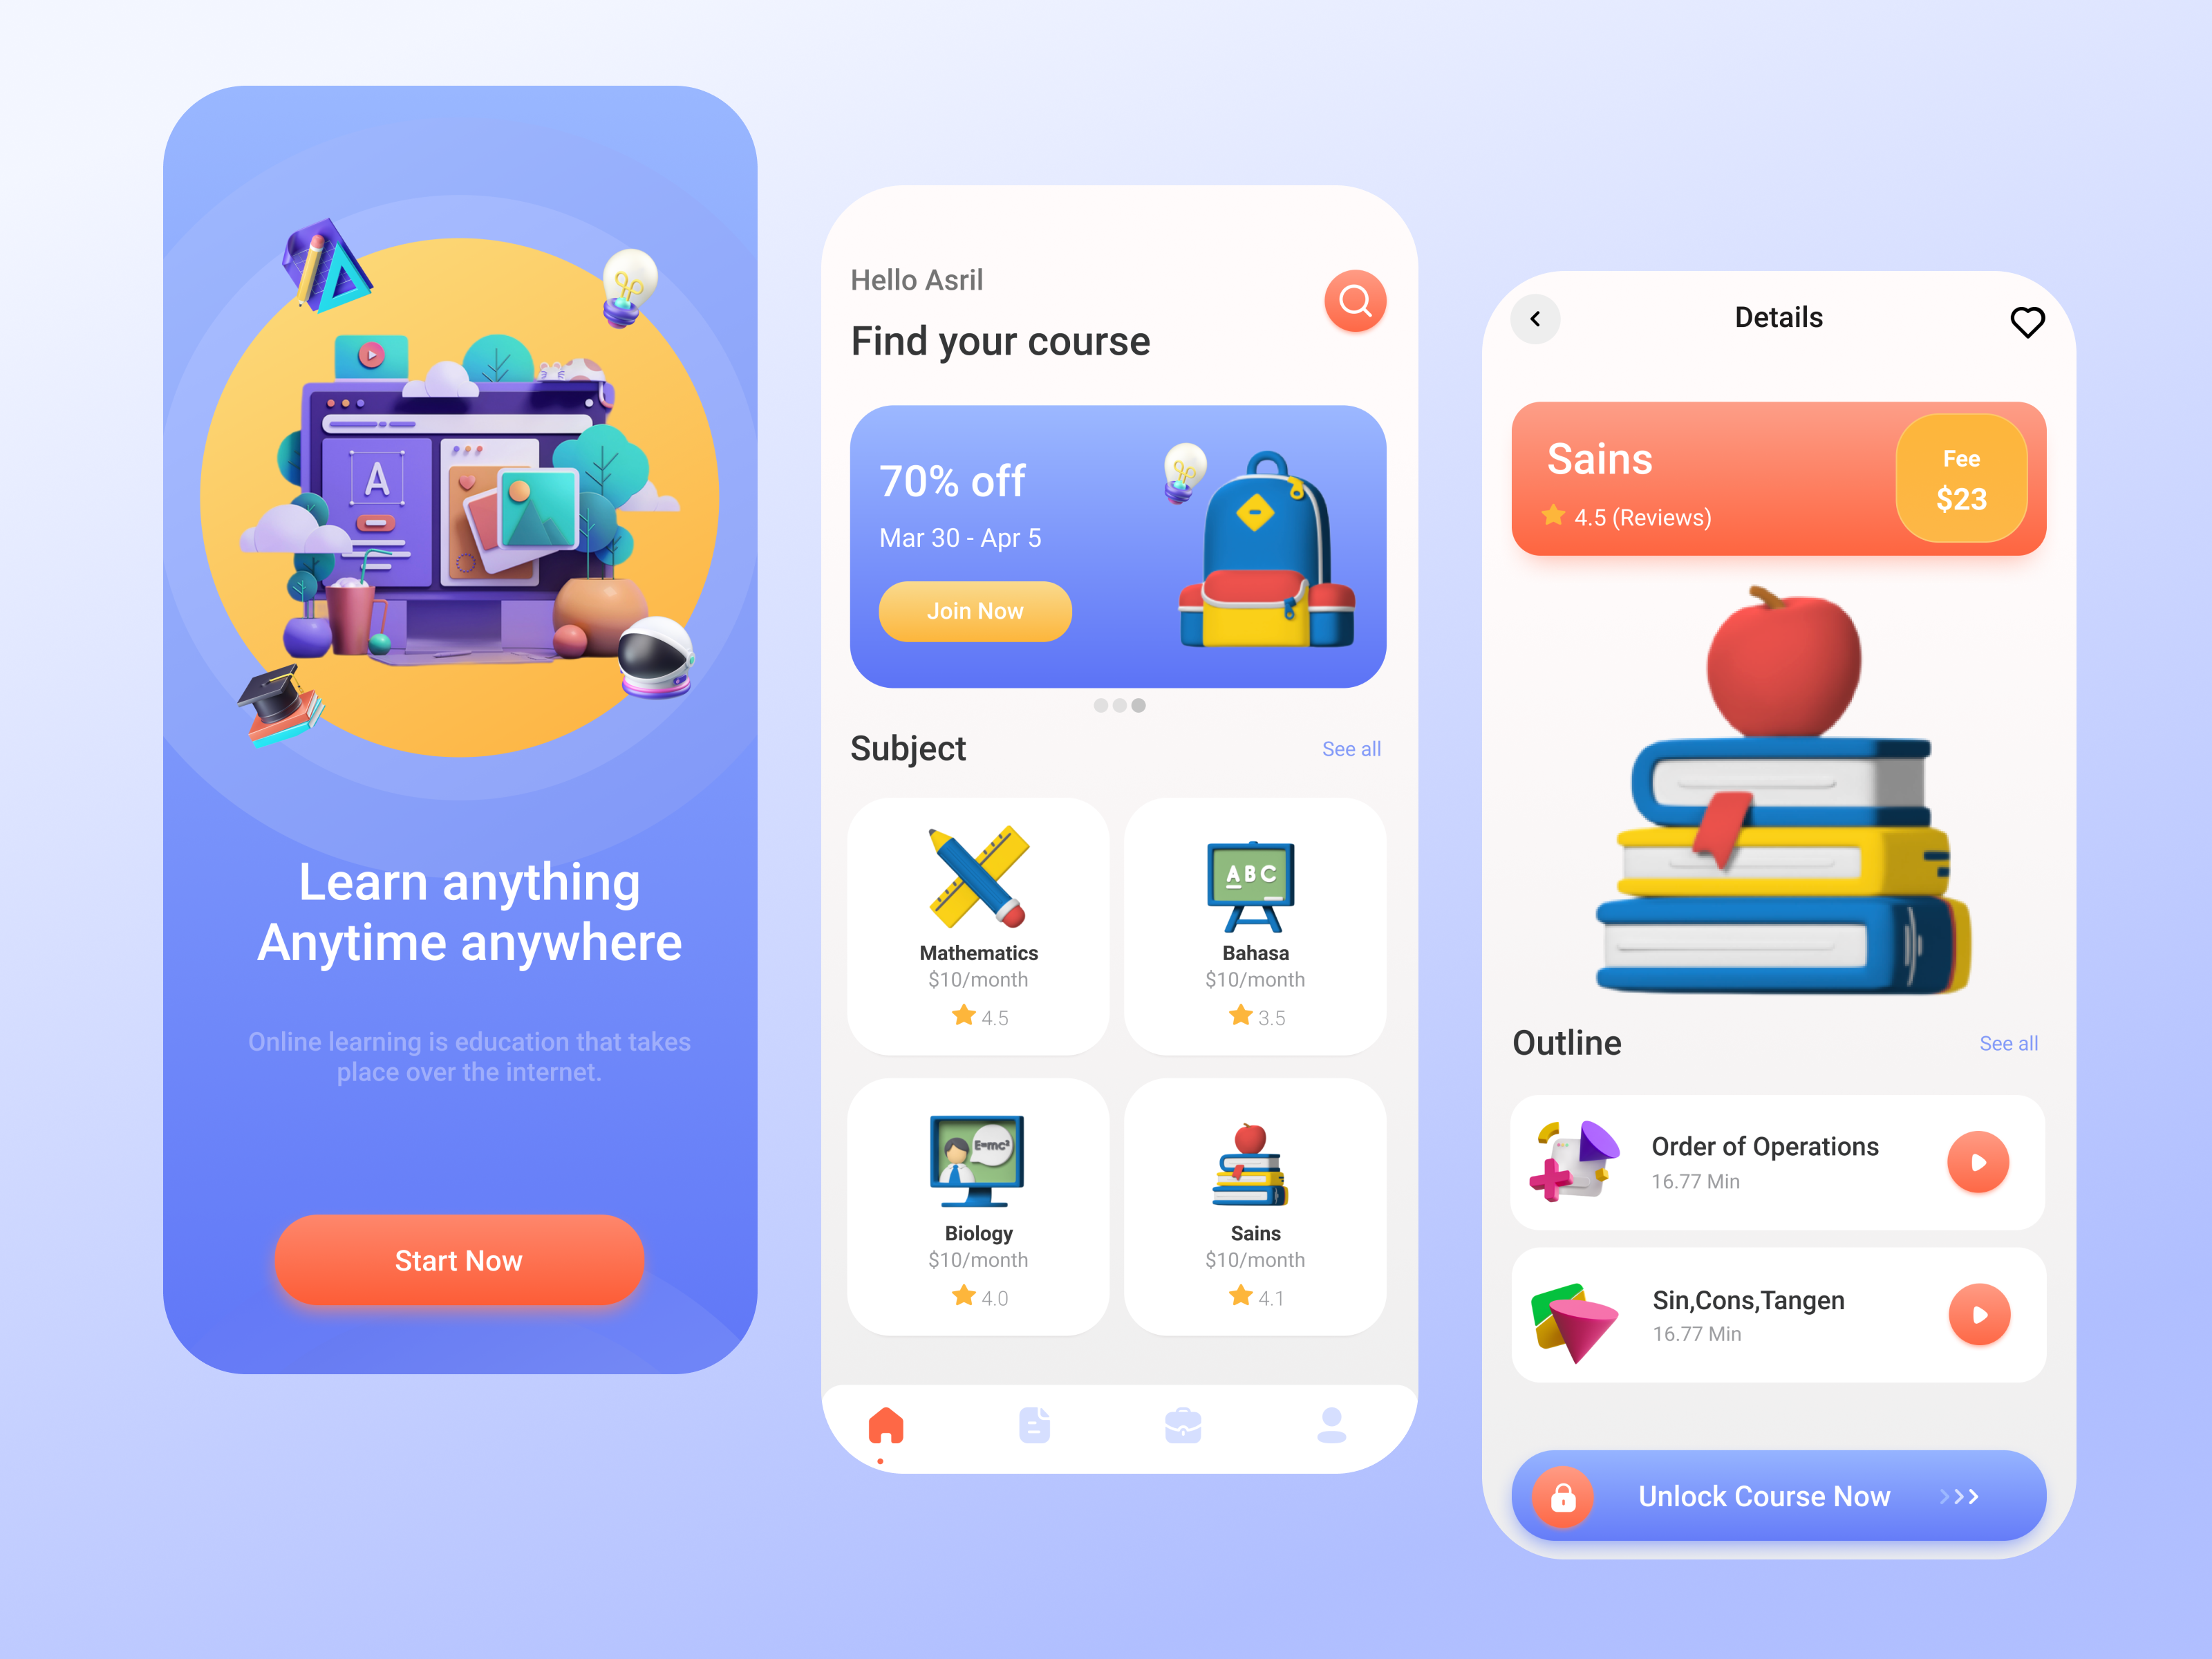 A
Learn anything
Anytime anywhere
Online learning is education that takes
place over the internet.
Start Now
Hello Asril
Find your course
70% off
Mar 30 - Apr 5
Join Now
Subject
See all
ABC
Mathematics
$10/month
4.5
Bahasa
$10/month
3.5
E=mc²
Biology
$10/month
4.0
Sains
$10/month
4.1
Details
Sains
4.5 (Reviews)
Fee
$23
Outline
See all
Order of Operations
16.77 Min
Sin,Cons,Tangen
16.77 Min
Unlock Course Now